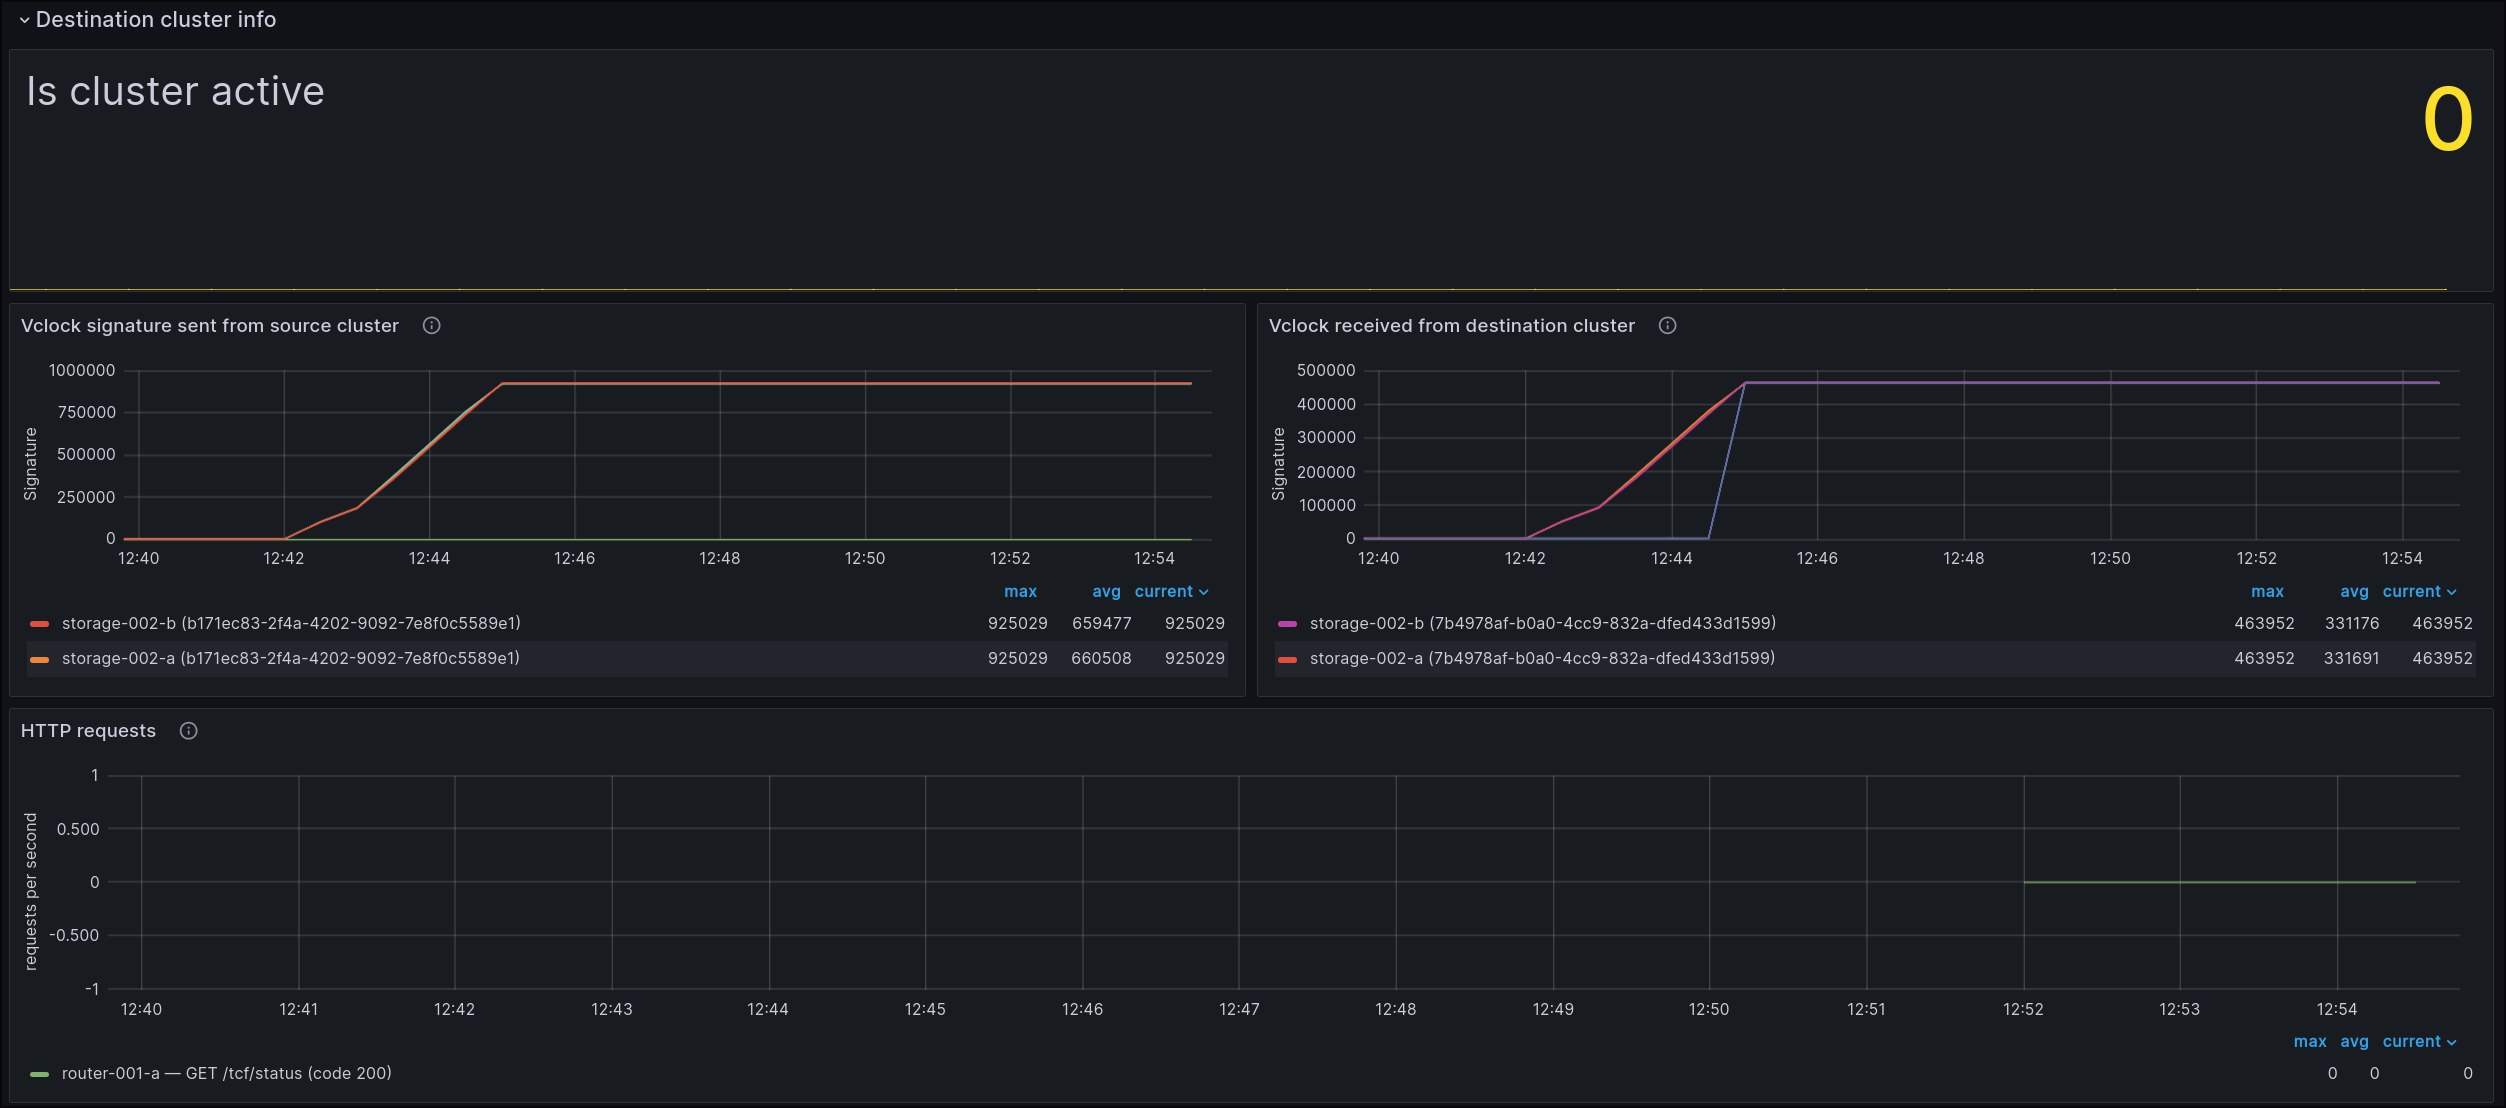 Destination cluster info
Is cluster active
0
Vclock signature sent from source cluster
Signature
1000000
750000
500000
250000
0
12:40 12:42 12:44 12:46 12:48 12:50 12:52 12:54
max avg current
storage-002-b (b171ec83-2f4a-4202-9092-7e8f0c5589e1) 925029 659477 925029
storage-002-a (b171ec83-2f4a-4202-9092-7e8f0c5589e1) 925029 660508 925029
Vclock received from destination cluster
Signature
500000
400000
300000
200000
100000
0
12:40 12:42 12:44 12:46 12:48 12:50 12:52 12:54
max avg current
storage-002-b (7b4978af-b0a0-4cc9-832a-dfed433d1599) 463952 331176 463952
storage-002-a (7b4978af-b0a0-4cc9-832a-dfed433d1599) 463952 331691 463952
HTTP requests
requests per second
1
0.500
0
-0.500
-1
12:40 12:41 12:42 12:43 12:44 12:45 12:46 12:47 12:48 12:49 12:50 12:51 12:52 12:53 12:54
max avg current
router-001-a — GET /tcf/status (code 200) 0 0 0